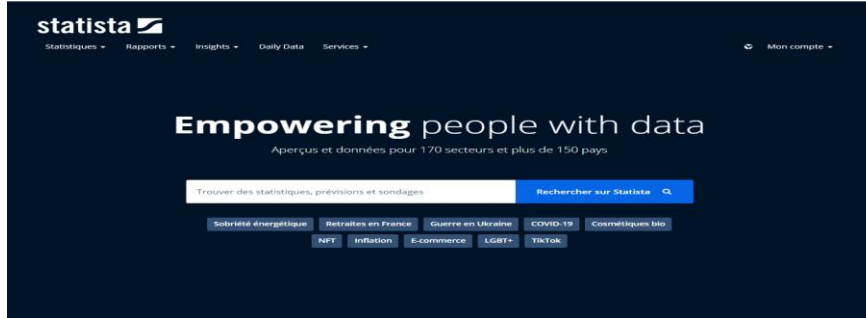 statista
Statistiques Rapports Insights Daily Data Services Mon compte
Empowering people with data
Aperçus et données pour 170 secteurs et plus de 150 pays
Trouver des statistiques, prévisions et sondages Rechercher sur Statista
Sobriété énergétique Retraites en France Guerre en Ukraine COVID-19 Cosmétiques bio
NFT Inflation E-commerce LGBT+ TikTok